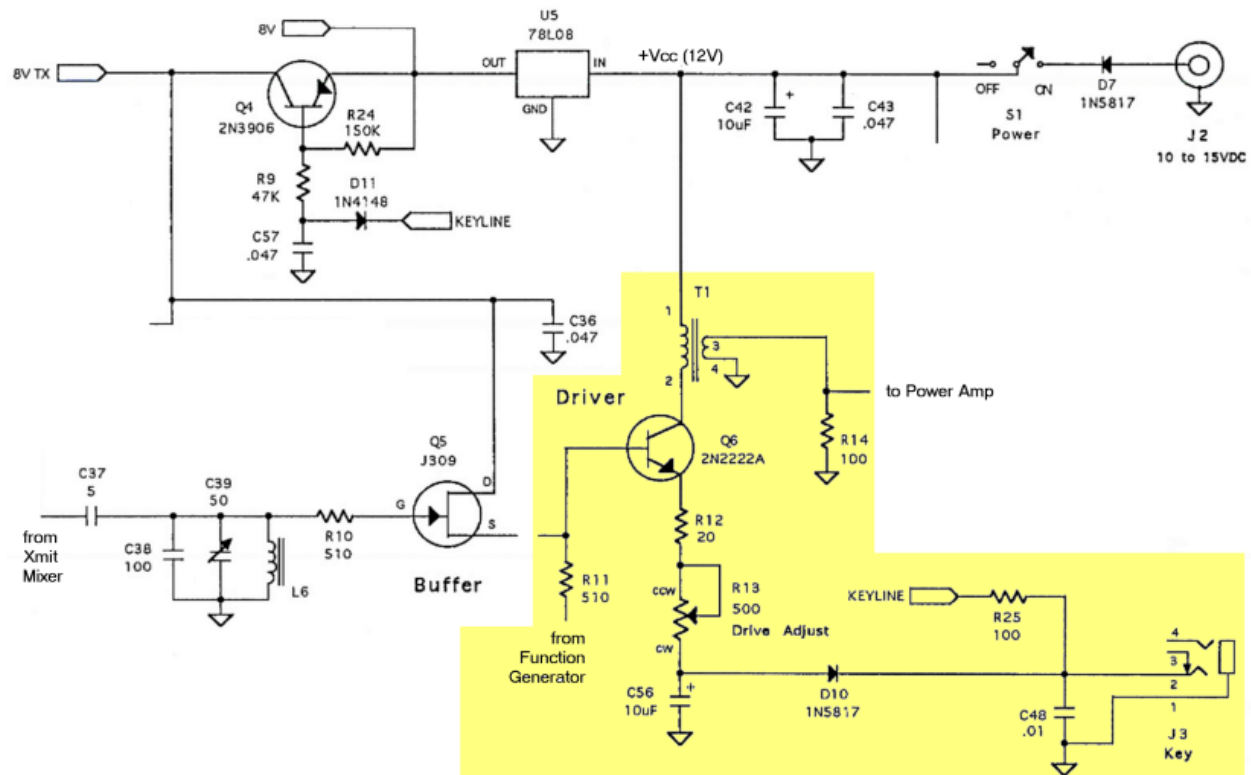 8V
U5
78L08
8V TX
OUT
IN
GND
+Vcc (12V)
Q4
2N3906
R24
150K
R9
47K
D11
1N4148
KEYLINE
C57
.047
C42
10uF
+
C43
.047
OFF
ON
S1
Power
D7
1N5817
J2
10 to 15VDC
C36
.047
T1
1
2
3
4
Driver
to Power Amp
R14
100
Q6
2N2222A
Q5
J309
D
G
S
C37
5
C39
50
from
Xmit
Mixer
C38
100
L6
R10
510
Buffer
R11
510
from
Function
Generator
R12
20
CCW
R13
500
Drive Adjust
CW
KEYLINE
R25
100
C56
10uF
+
D10
1N5817
C48
.01
4
3
2
1
J3
Key